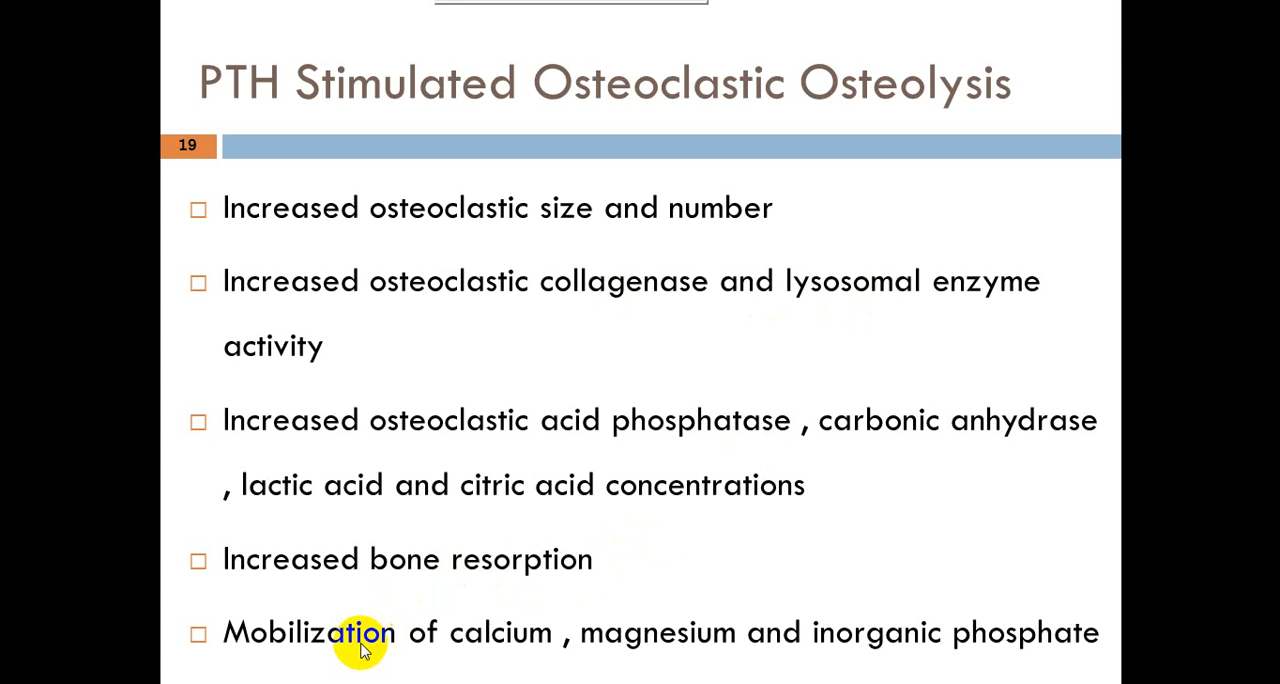 PTH Stimulated Osteoclastic Osteolysis
19
Increased osteoclastic size and number
Increased osteoclastic collagenase and lysosomal enzyme
activity
Increased osteoclastic acid phosphatase , carbonic anhydrase
, lactic acid and citric acid concentrations
Increased bone resorption
Mobilization of calcium , magnesium and inorganic phosphate